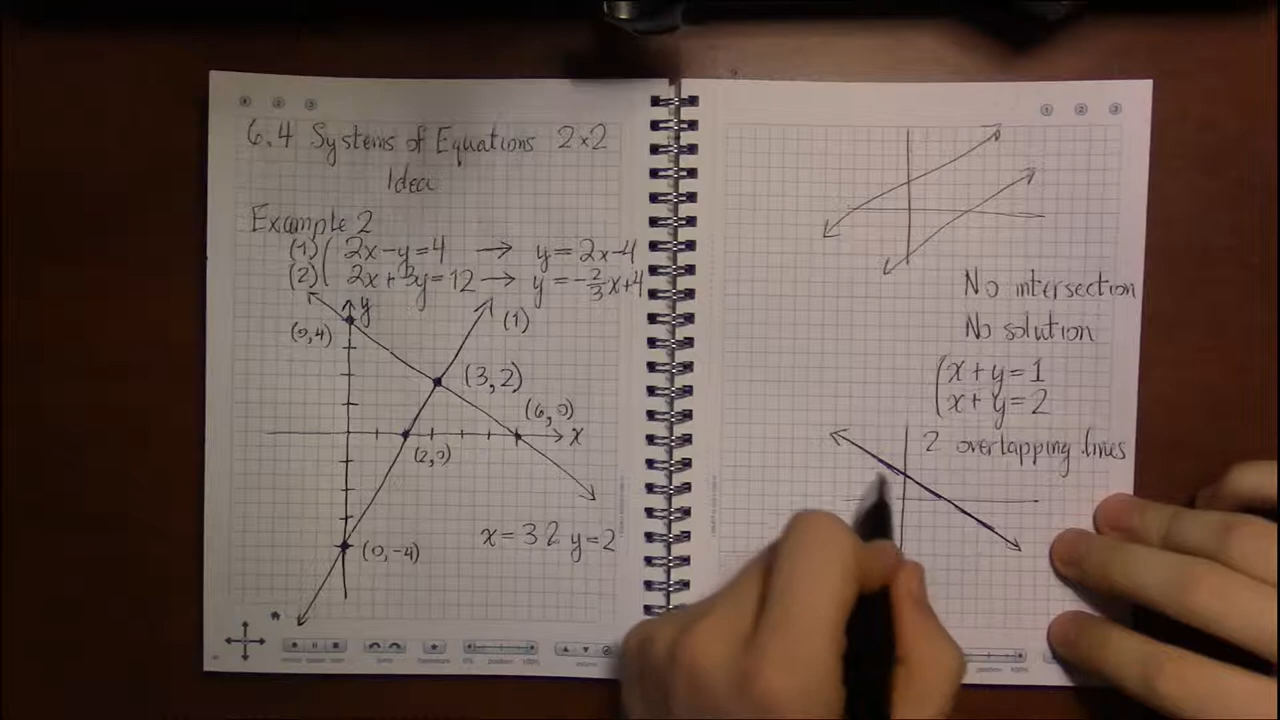 6.4 Systems of Equations 2×2
Idea
Example 2
(1) 2x-y=4 → y=2x-4
(2) 2x+3y=12 → y=-2/3x+4
y
(0,4)
(1)
(3,2)
(6,0)
x
(2,0)
x=3 2 y=2
(0,-4)
No intersection
No solution
x+y=1
x+y=2
2 overlapping lines